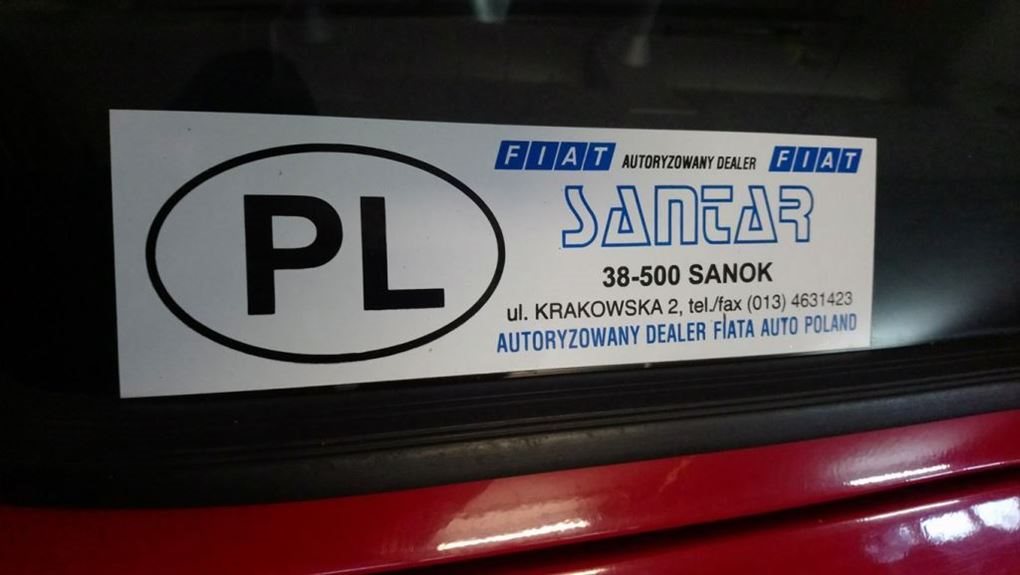 PL
FIAT AUTORYZOWANY DEALER FIAT
SANTAR
38-500 SANOK
ul. KRAKOWSKA 2, tel./fax (013) 4631423
AUTORYZOWANY DEALER FIATA AUTO POLAND